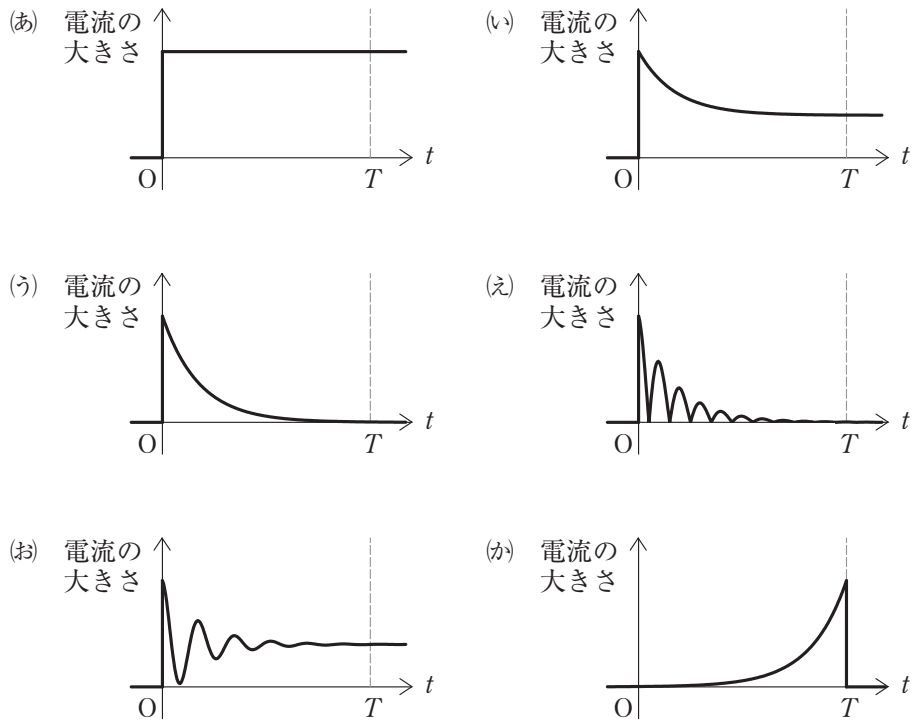 (あ) 電流の
大きさ
O T t
(い) 電流の
大きさ
O T t
(う) 電流の
大きさ
O T t
(え) 電流の
大きさ
O T t
(お) 電流の
大きさ
O T t
(か) 電流の
大きさ
O T t